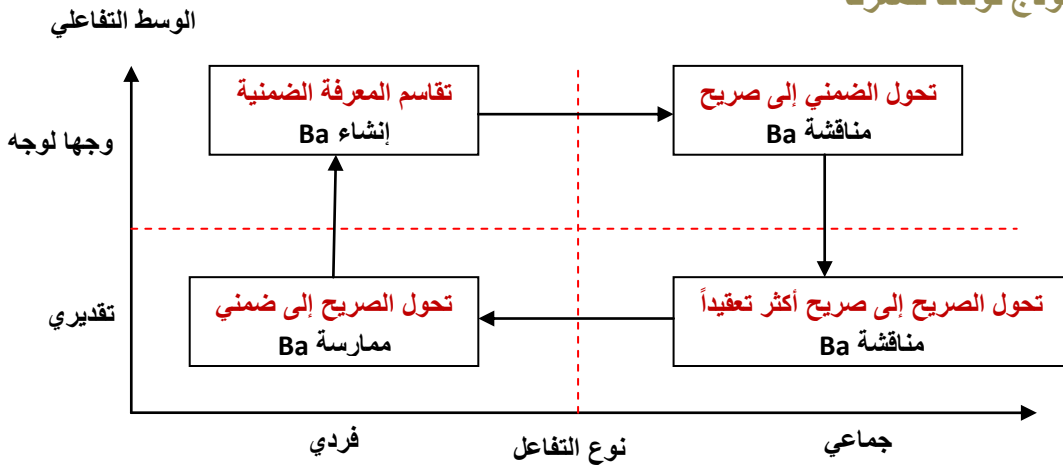 الوسط التفاعلي
تقاسم المعرفة الضمنية
إنشاء Ba
تحول الضمني إلى صريح
مناقشة Ba
وجها لوجه
تحول الصريح إلى ضمني
ممارسة Ba
تحول الصريح إلى صريح أكثر تعقيداً
مناقشة Ba
تقديري
فردي
نوع التفاعل
جماعي